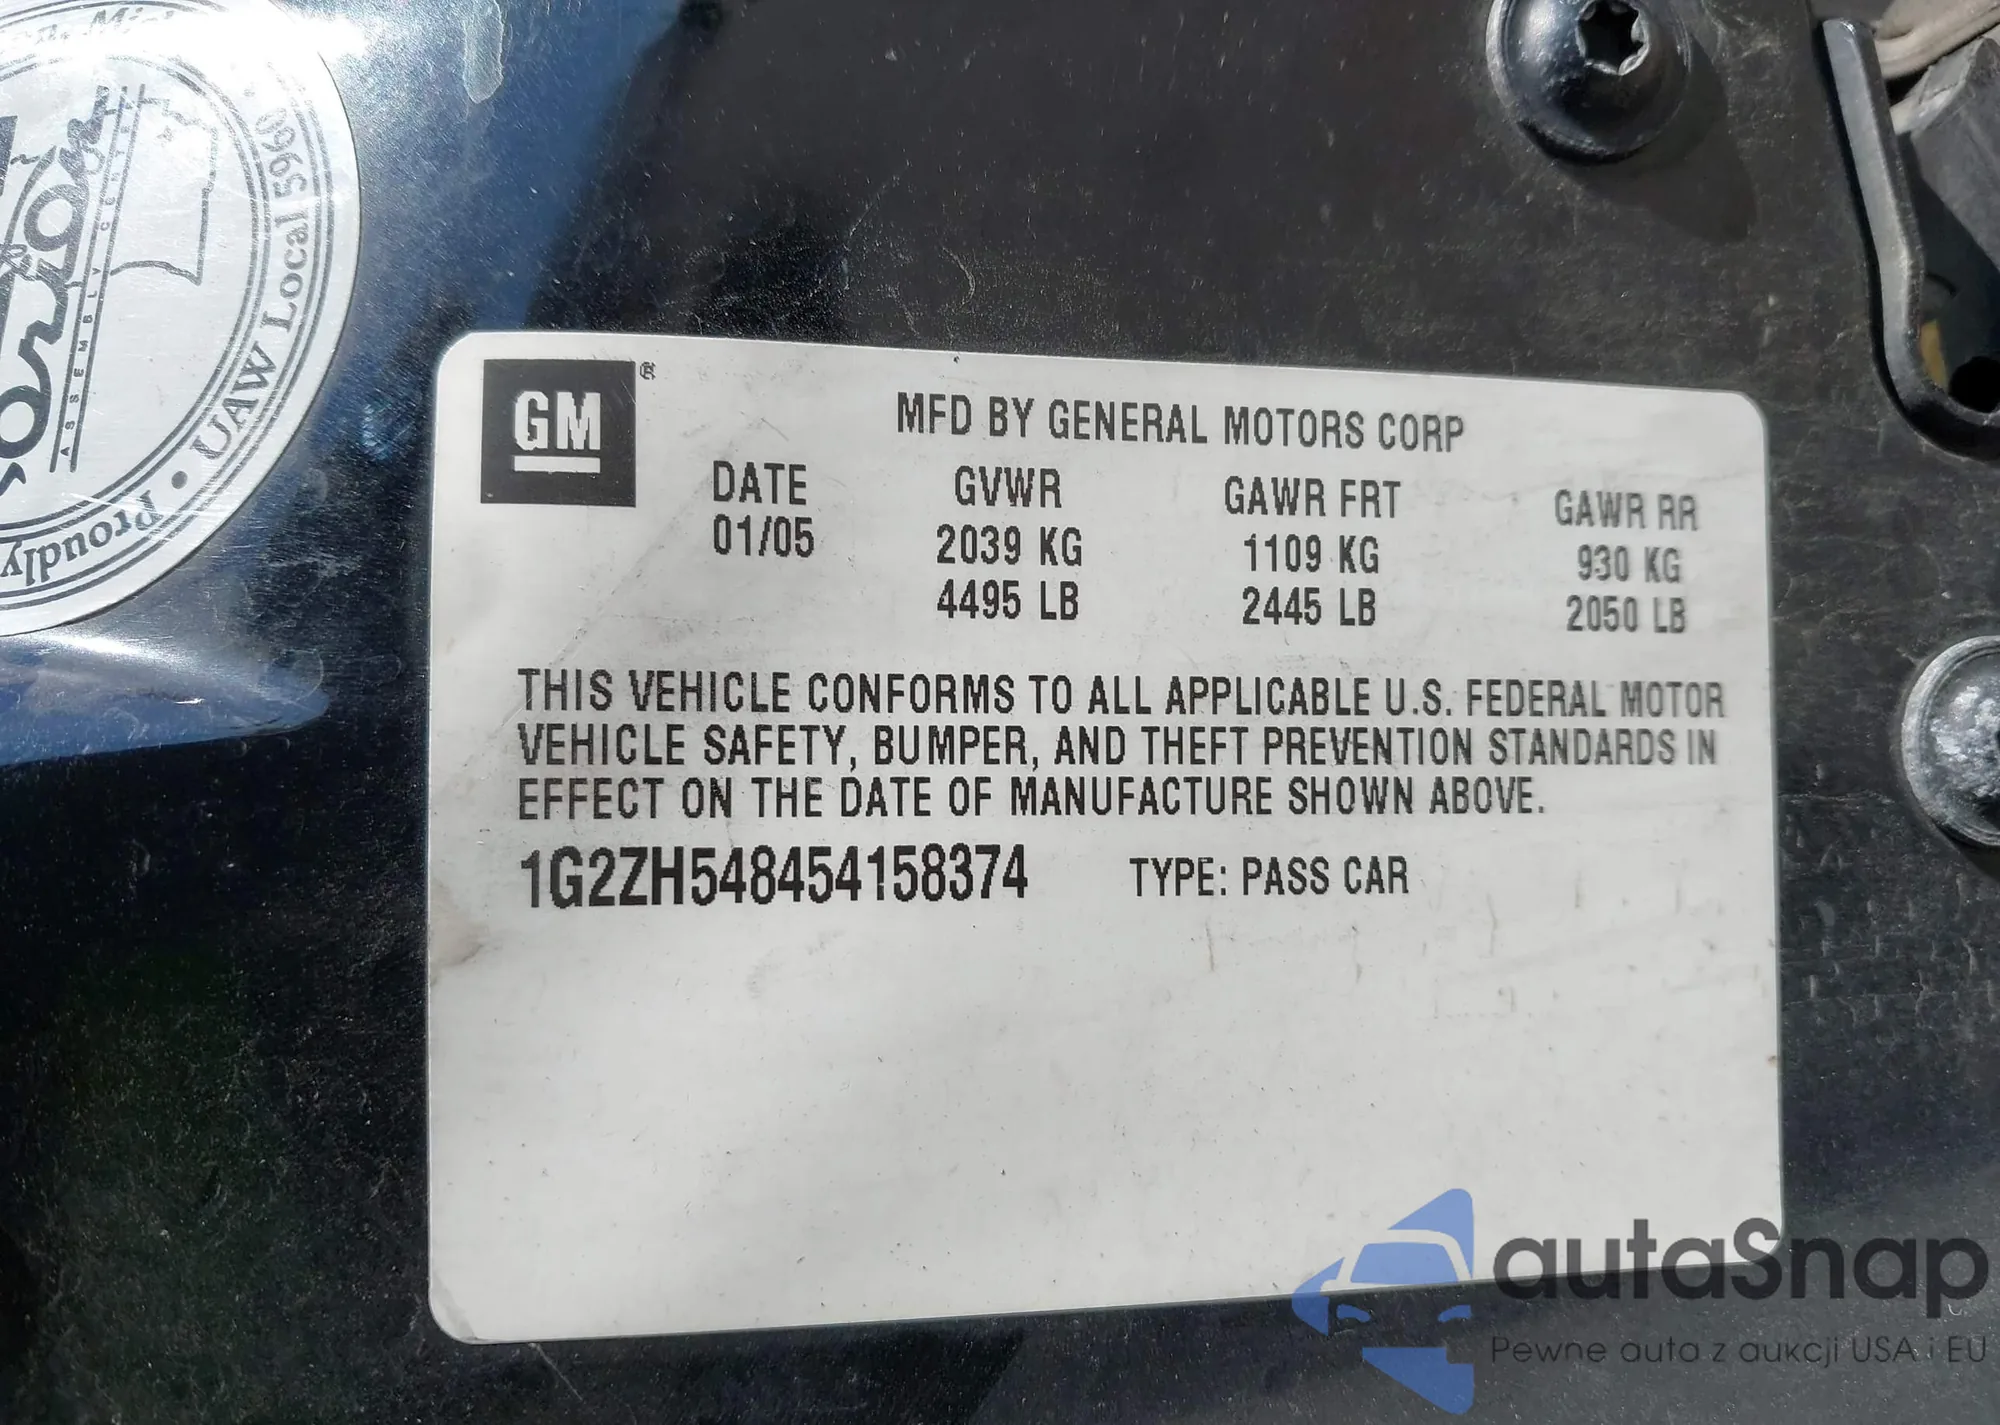 GM ®
MFD BY GENERAL MOTORS CORP
DATE GVWR GAWR FRT GAWR RR
01/05 2039 KG 1109 KG 930 KG
4495 LB 2445 LB 2050 LB
THIS VEHICLE CONFORMS TO ALL APPLICABLE U.S. FEDERAL MOTOR
VEHICLE SAFETY, BUMPER, AND THEFT PREVENTION STANDARDS IN
EFFECT ON THE DATE OF MANUFACTURE SHOWN ABOVE.
1G2ZH548454158374 TYPE: PASS CAR
Proudly
• UAW Local 5960 •
ASSEMBLY
autaSnap
Pewne auta z aukcji USA i EU